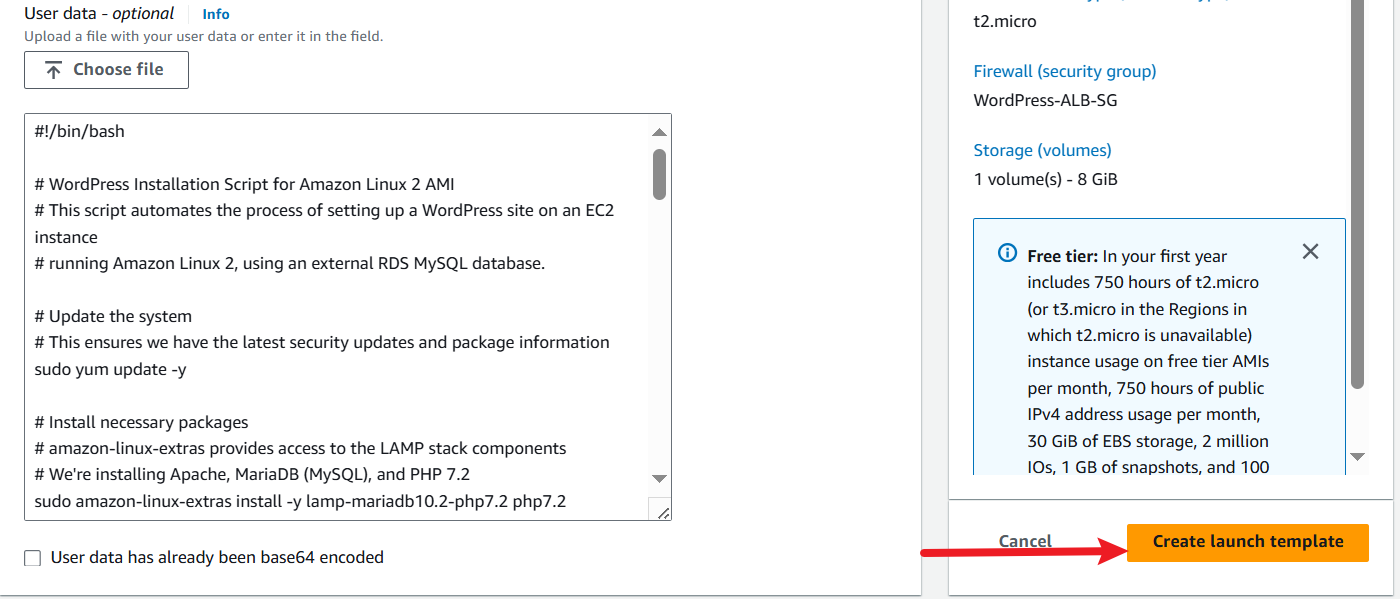 User data - optional Info
Upload a file with your user data or enter it in the field.
Choose file
#!/bin/bash
# WordPress Installation Script for Amazon Linux 2 AMI
# This script automates the process of setting up a WordPress site on an EC2
instance
# running Amazon Linux 2, using an external RDS MySQL database.
# Update the system
# This ensures we have the latest security updates and package information
sudo yum update -y
# Install necessary packages
# amazon-linux-extras provides access to the LAMP stack components
# We're installing Apache, MariaDB (MySQL), and PHP 7.2
sudo amazon-linux-extras install -y lamp-mariadb10.2-php7.2 php7.2
User data has already been base64 encoded
t2.micro
Firewall (security group)
WordPress-ALB-SG
Storage (volumes)
1 volume(s) - 8 GiB
Free tier: In your first year
includes 750 hours of t2.micro
(or t3.micro in the Regions in
which t2.micro is unavailable)
instance usage on free tier AMIs
per month, 750 hours of public
IPv4 address usage per month,
30 GiB of EBS storage, 2 million
IOs, 1 GB of snapshots, and 100
Cancel
Create launch template